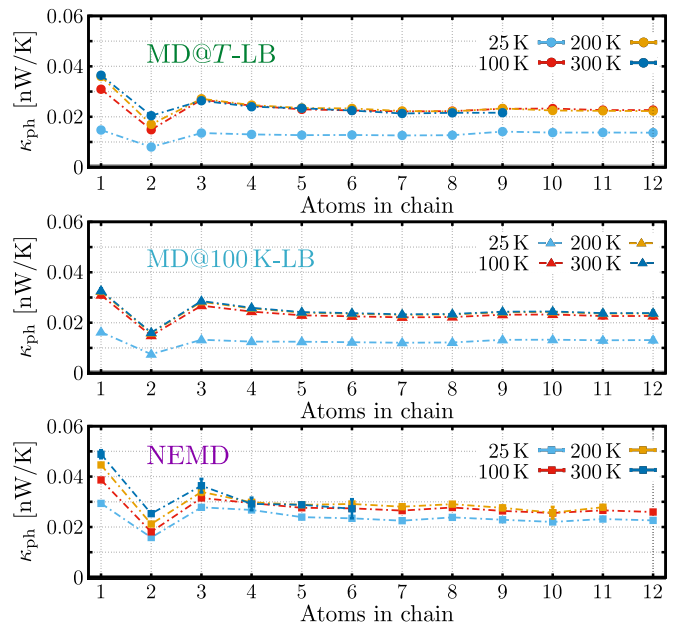 0.06
0.04
0.02
0
κph [nW/K]
MD@T-LB
25 K 200 K
100 K 300 K
1 2 3 4 5 6 7 8 9 10 11 12
Atoms in chain
0.06
0.04
0.02
0
κph [nW/K]
MD@100 K-LB
25 K 200 K
100 K 300 K
1 2 3 4 5 6 7 8 9 10 11 12
Atoms in chain
0.06
0.04
0.02
0
κph [nW/K]
NEMD
25 K 200 K
100 K 300 K
1 2 3 4 5 6 7 8 9 10 11 12
Atoms in chain